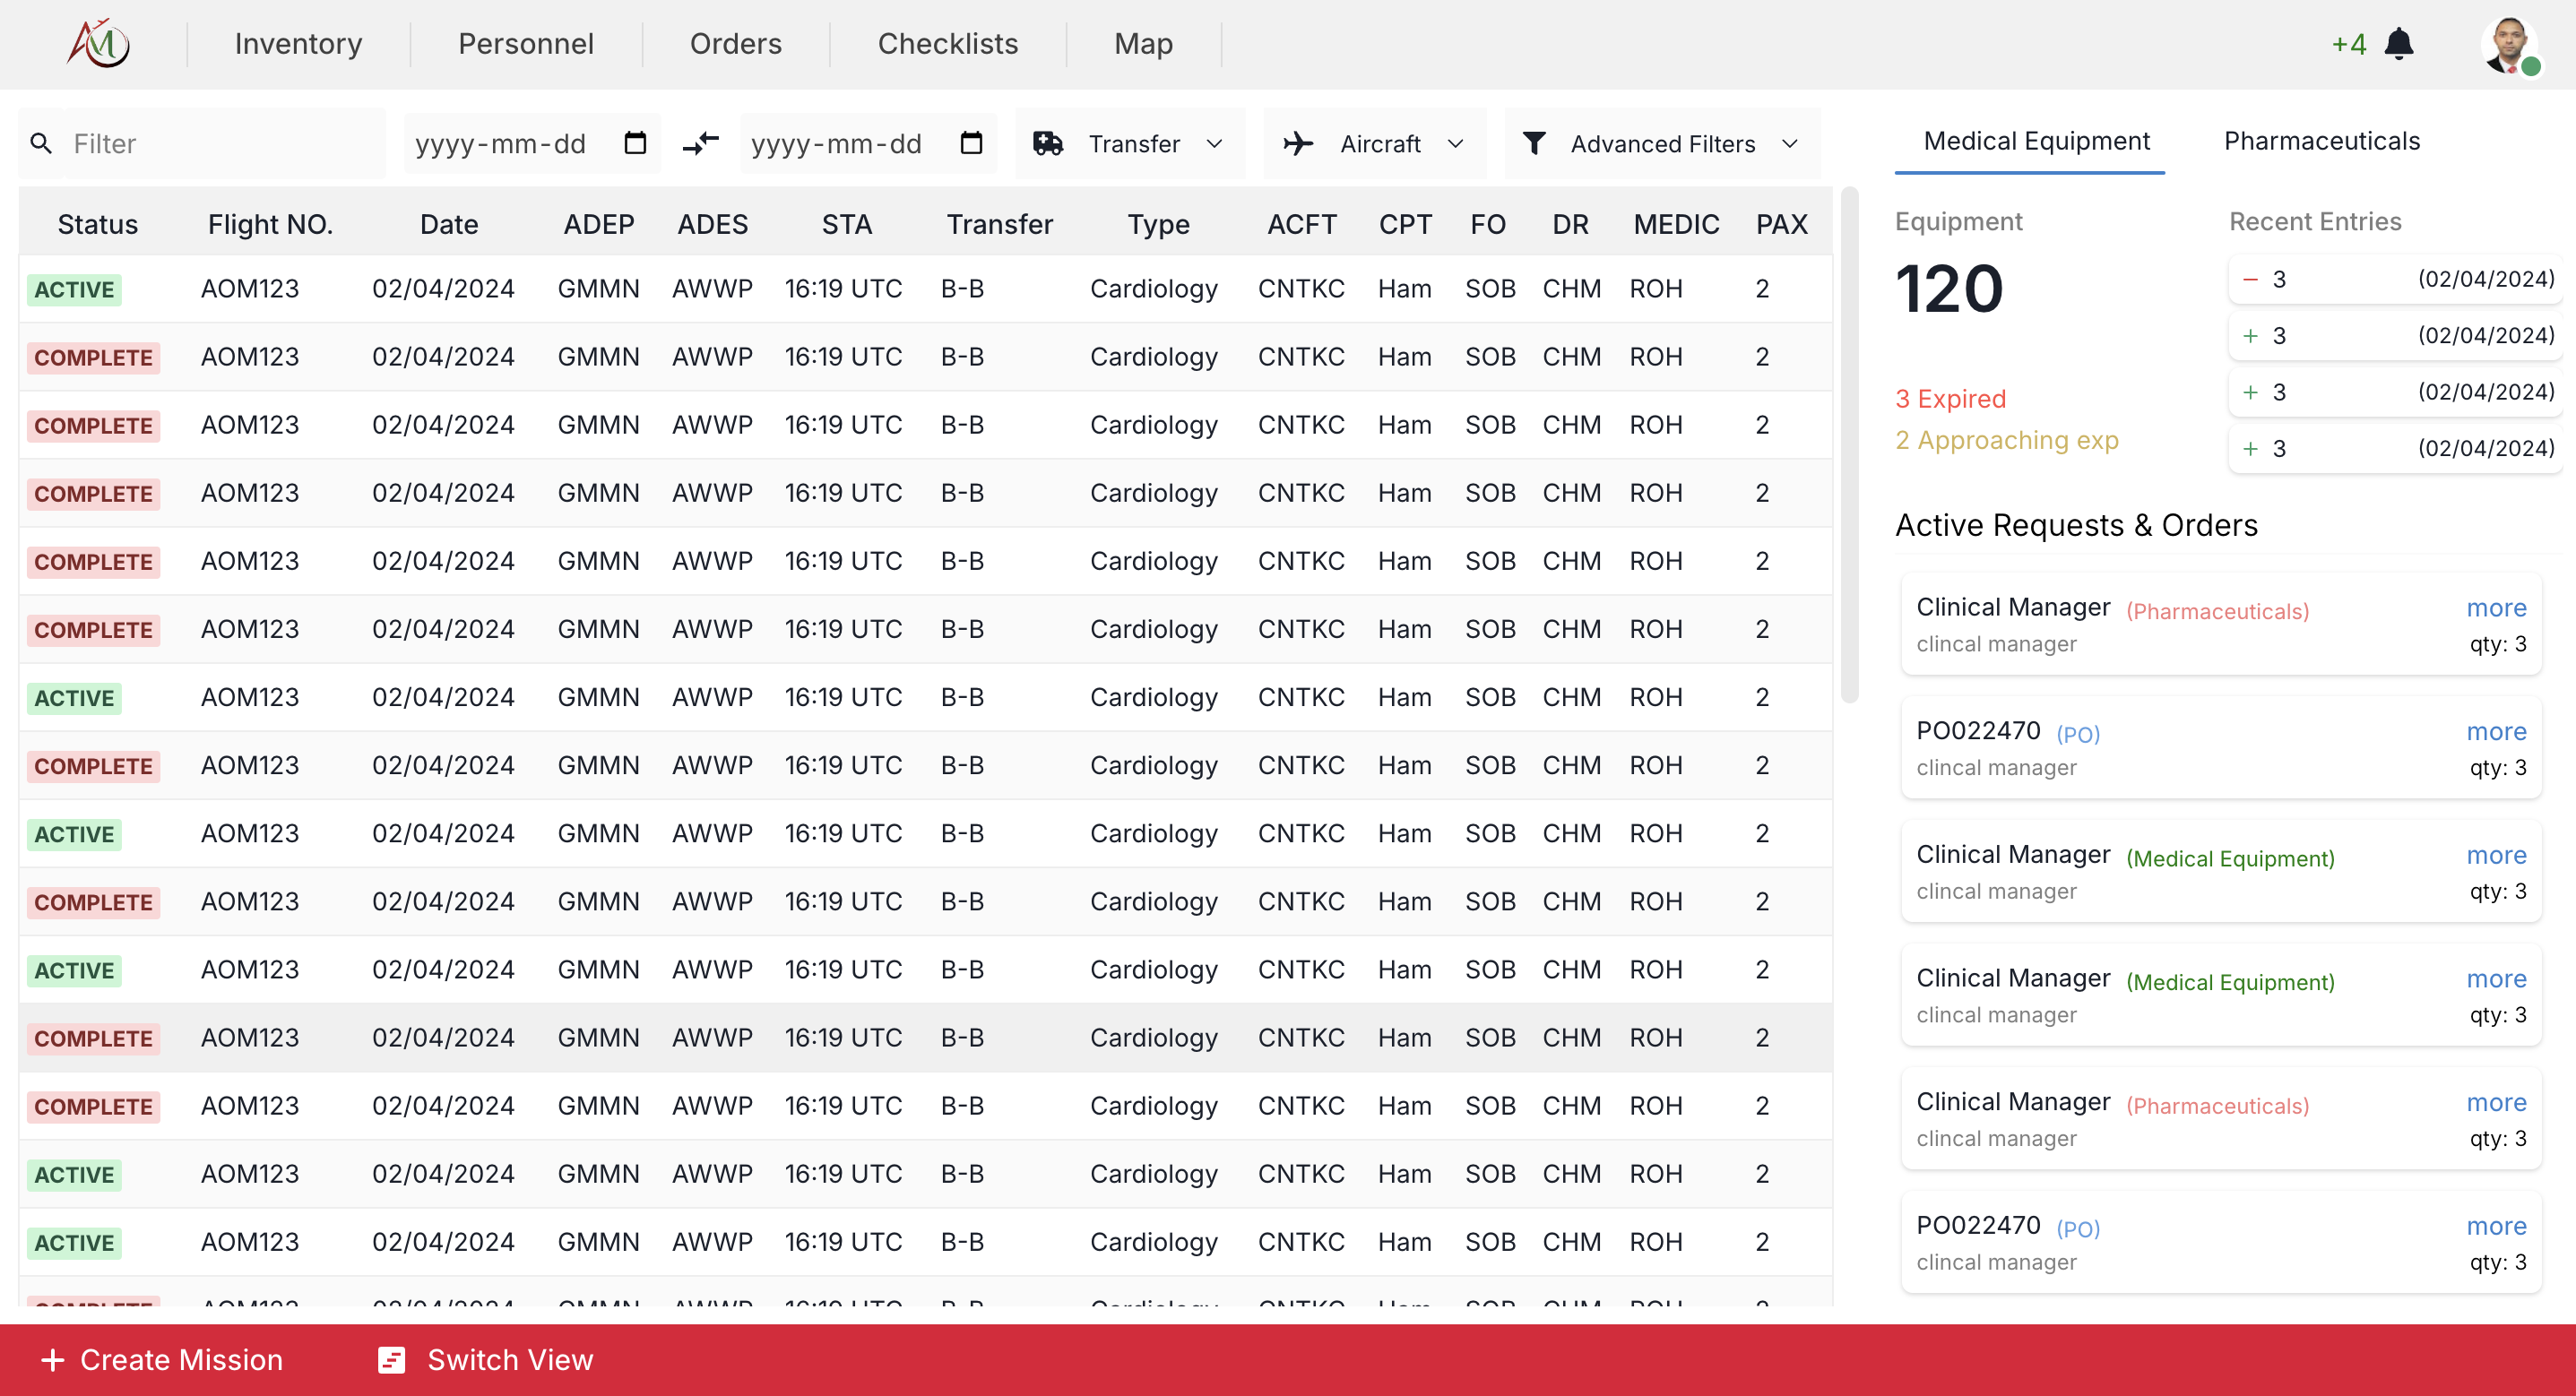 AM
Inventory Personnel Orders Checklists Map +4
Filter yyyy-mm-dd yyyy-mm-dd Transfer Aircraft Advanced Filters
Status Flight NO. Date ADEP ADES STA Transfer Type ACFT CPT FO DR MEDIC PAX
ACTIVE AOM123 02/04/2024 GMMN AWWP 16:19 UTC B-B Cardiology CNTKC Ham SOB CHM ROH 2
COMPLETE AOM123 02/04/2024 GMMN AWWP 16:19 UTC B-B Cardiology CNTKC Ham SOB CHM ROH 2
COMPLETE AOM123 02/04/2024 GMMN AWWP 16:19 UTC B-B Cardiology CNTKC Ham SOB CHM ROH 2
COMPLETE AOM123 02/04/2024 GMMN AWWP 16:19 UTC B-B Cardiology CNTKC Ham SOB CHM ROH 2
COMPLETE AOM123 02/04/2024 GMMN AWWP 16:19 UTC B-B Cardiology CNTKC Ham SOB CHM ROH 2
COMPLETE AOM123 02/04/2024 GMMN AWWP 16:19 UTC B-B Cardiology CNTKC Ham SOB CHM ROH 2
ACTIVE AOM123 02/04/2024 GMMN AWWP 16:19 UTC B-B Cardiology CNTKC Ham SOB CHM ROH 2
COMPLETE AOM123 02/04/2024 GMMN AWWP 16:19 UTC B-B Cardiology CNTKC Ham SOB CHM ROH 2
ACTIVE AOM123 02/04/2024 GMMN AWWP 16:19 UTC B-B Cardiology CNTKC Ham SOB CHM ROH 2
COMPLETE AOM123 02/04/2024 GMMN AWWP 16:19 UTC B-B Cardiology CNTKC Ham SOB CHM ROH 2
ACTIVE AOM123 02/04/2024 GMMN AWWP 16:19 UTC B-B Cardiology CNTKC Ham SOB CHM ROH 2
COMPLETE AOM123 02/04/2024 GMMN AWWP 16:19 UTC B-B Cardiology CNTKC Ham SOB CHM ROH 2
COMPLETE AOM123 02/04/2024 GMMN AWWP 16:19 UTC B-B Cardiology CNTKC Ham SOB CHM ROH 2
ACTIVE AOM123 02/04/2024 GMMN AWWP 16:19 UTC B-B Cardiology CNTKC Ham SOB CHM ROH 2
ACTIVE AOM123 02/04/2024 GMMN AWWP 16:19 UTC B-B Cardiology CNTKC Ham SOB CHM ROH 2
Medical Equipment Pharmaceuticals
Equipment
120
3 Expired
2 Approaching exp
Recent Entries
− 3 (02/04/2024)
+ 3 (02/04/2024)
+ 3 (02/04/2024)
+ 3 (02/04/2024)
Active Requests & Orders
Clinical Manager (Pharmaceuticals) more
clincal manager qty: 3
PO022470 (PO) more
clincal manager qty: 3
Clinical Manager (Medical Equipment) more
clincal manager qty: 3
Clinical Manager (Medical Equipment) more
clincal manager qty: 3
Clinical Manager (Pharmaceuticals) more
clincal manager qty: 3
PO022470 (PO) more
clincal manager qty: 3
+ Create Mission Switch View